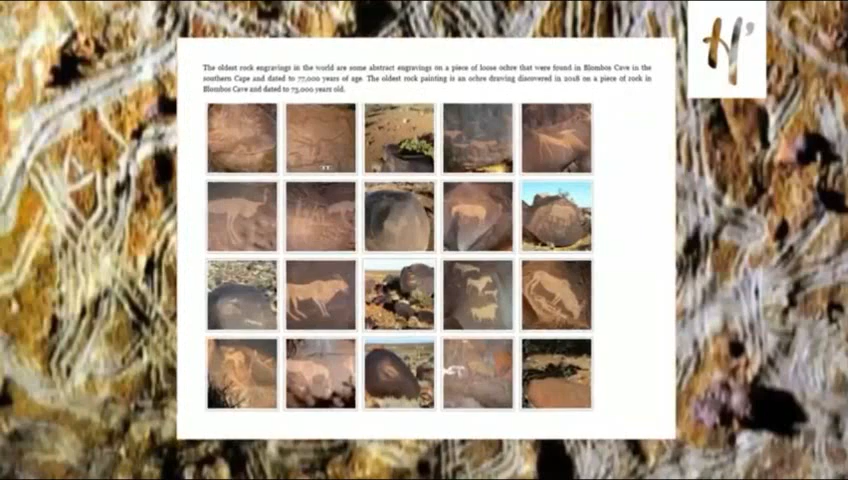 The oldest rock engravings in the world are some abstract engravings on a piece of loose ochre that were found in Blombos Cave in the
southern Cape and dated to 77,000 years of age. The oldest rock painting is an ochre drawing discovered in 2018 on a piece of rock in
Blombos Cave and dated to 73,000 years old.
H'